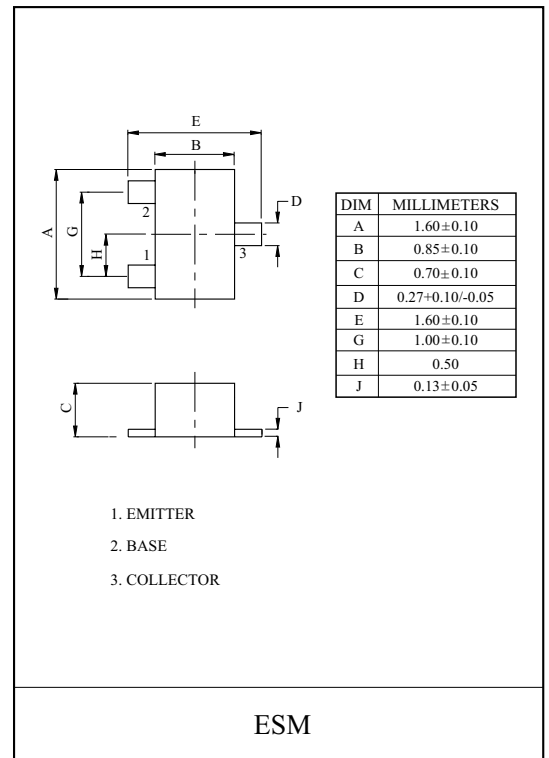 E
B
A
G
H
2
1
D
3
DIM MILLIMETERS
A 1.60±0.10
B 0.85±0.10
C 0.70±0.10
D 0.27+0.10/-0.05
E 1.60±0.10
G 1.00±0.10
H 0.50
J 0.13±0.05
C
J
1. EMITTER
2. BASE
3. COLLECTOR
ESM